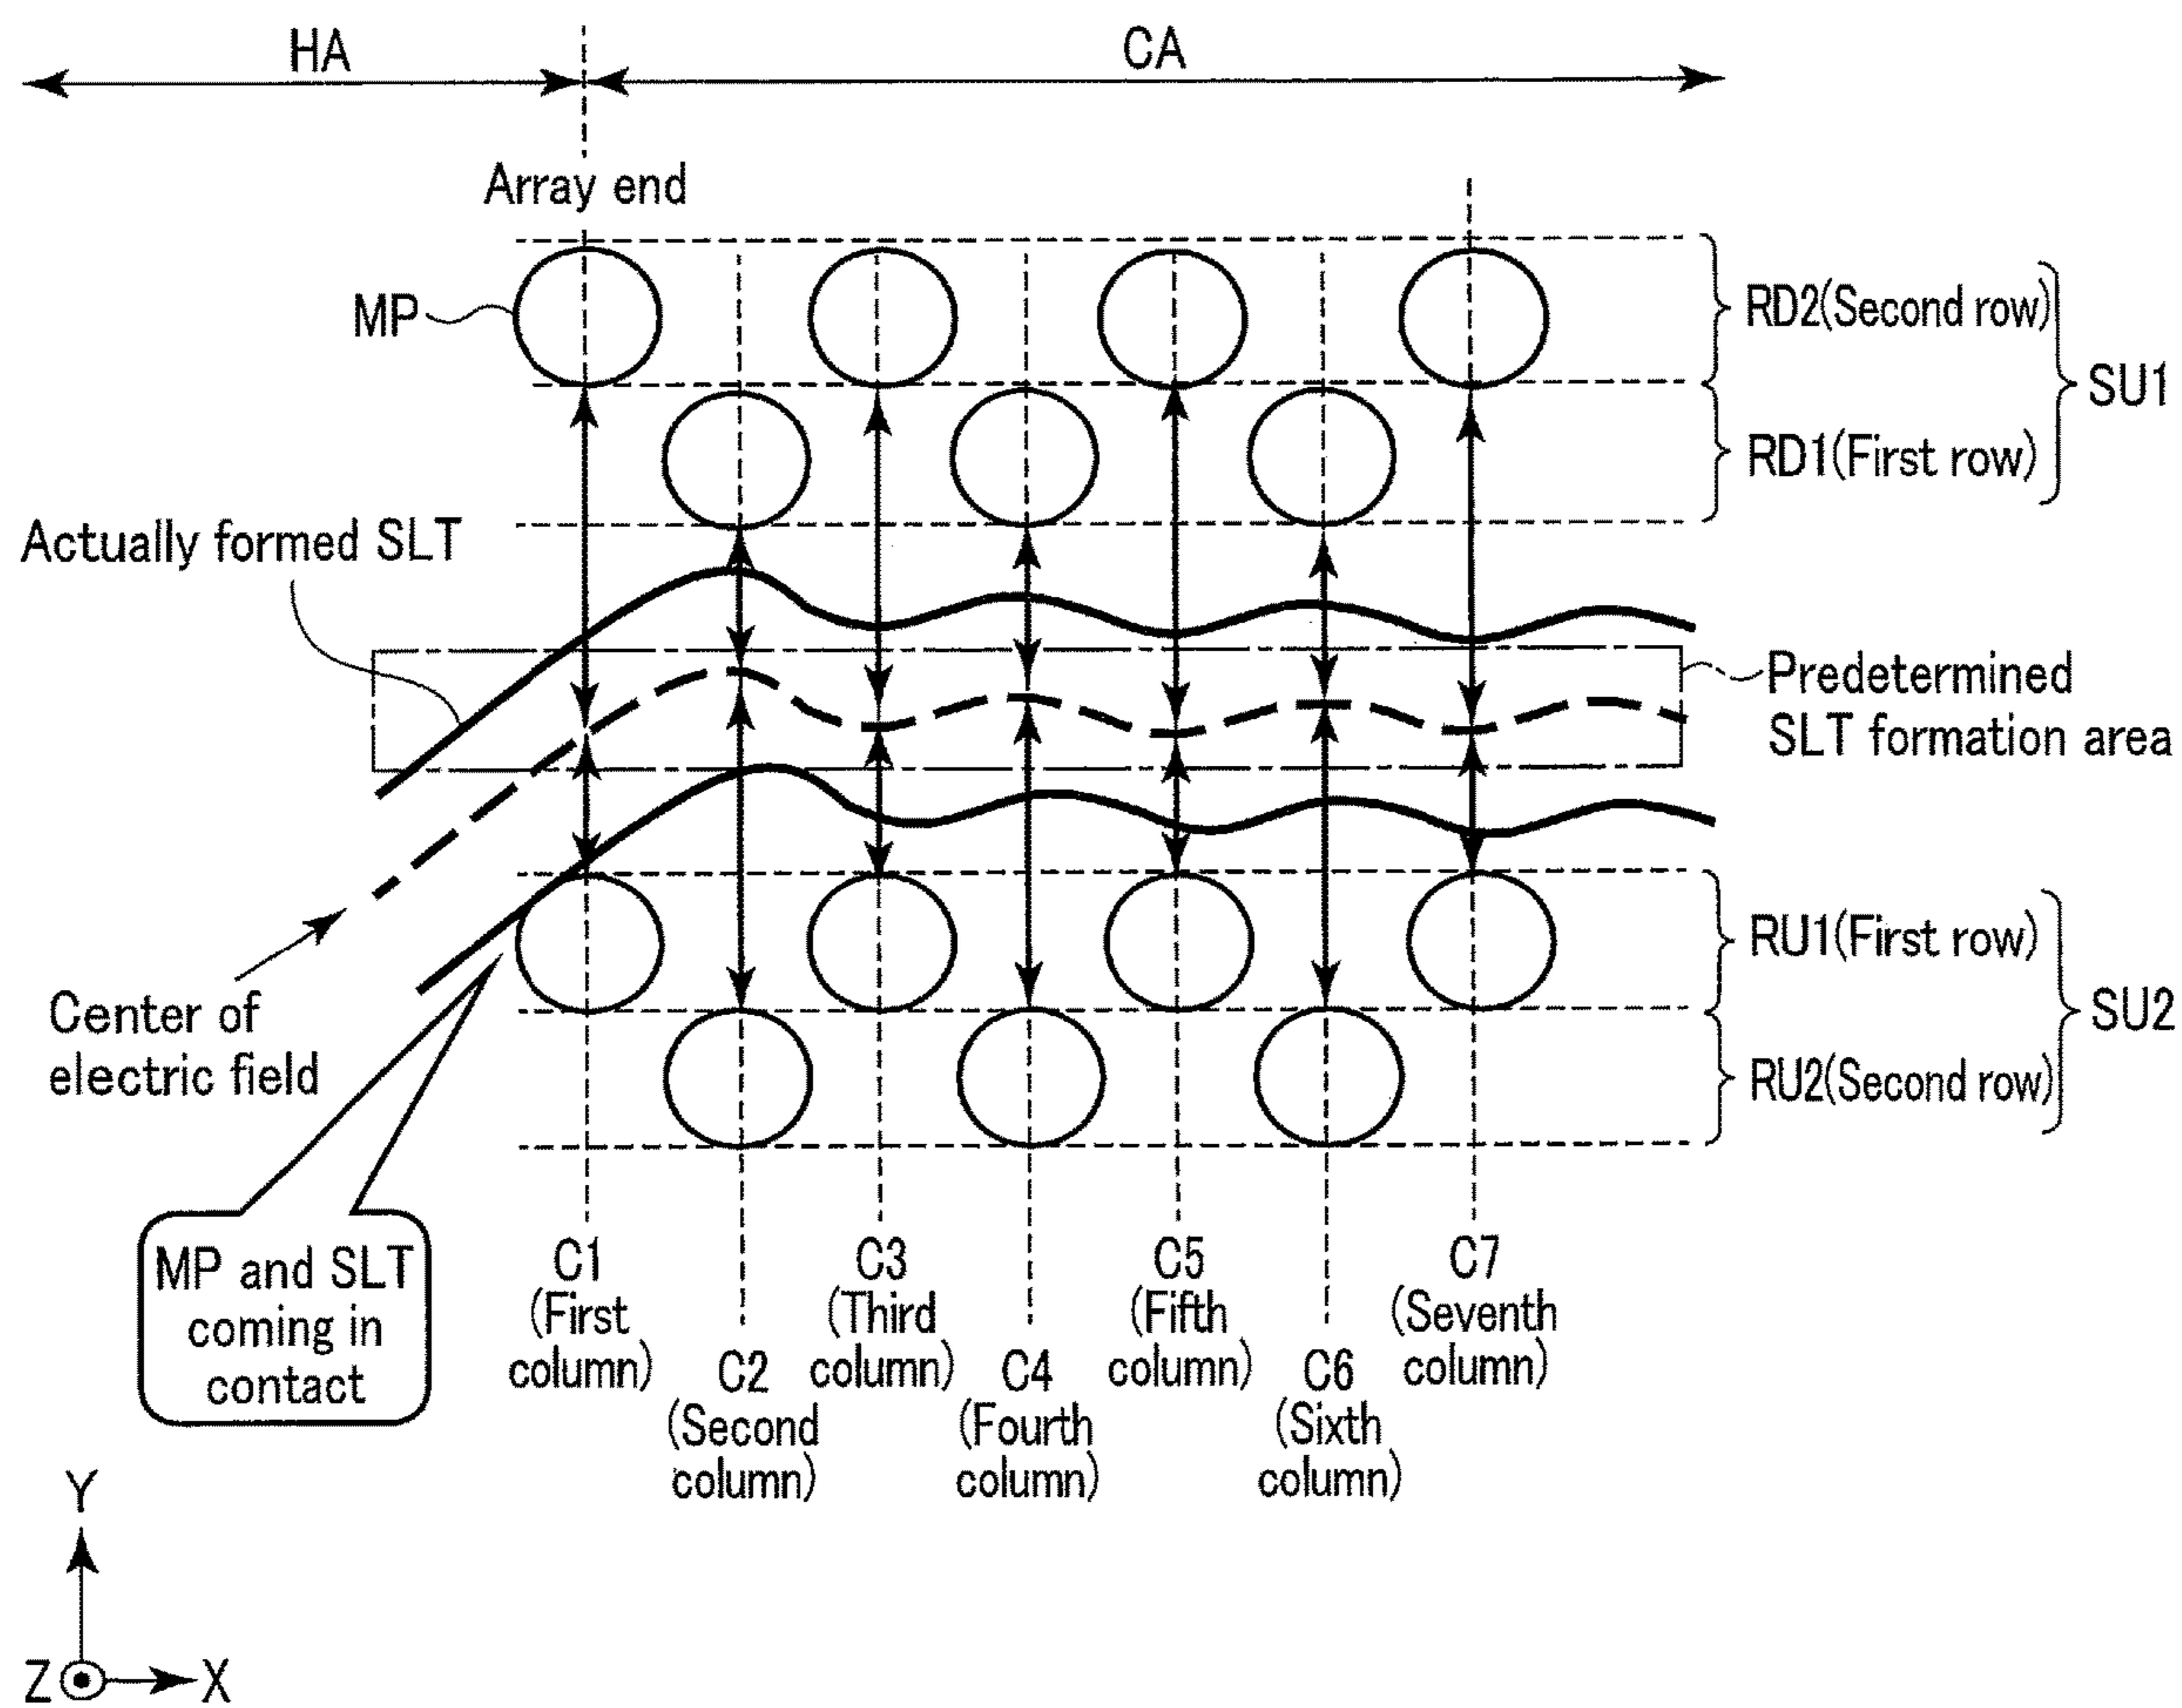 HA
CA
Array end
MP
RD2(Second row)
SU1
RD1(First row)
Actually formed SLT
Predetermined
SLT formation area
RU1(First row)
SU2
RU2(Second row)
Center of
electric field
MP and SLT
coming in
contact
C1
(First
column)
C2
(Second
column)
C3
(Third
column)
C4
(Fourth
column)
C5
(Fifth
column)
C6
(Sixth
column)
C7
(Seventh
column)
Y
Z
X